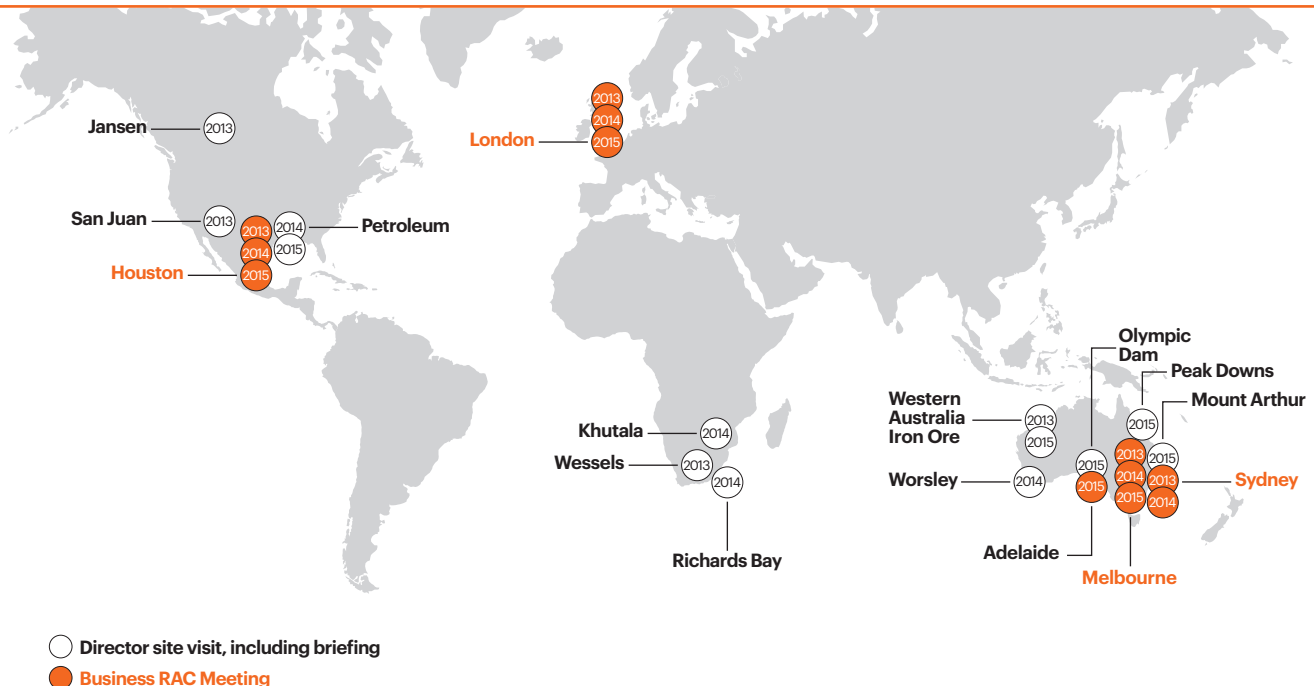 Jansen
2013
San Juan
2013
2013
2014
Petroleum
2014
2015
Houston
2015
2013
2014
London
2015
Khutala
2014
Wessels
2013
2014
Richards Bay
Olympic
Dam
Peak Downs
Mount Arthur
Western
Australia
Iron Ore
2013
2015
2015
Worsley
2014
2015
2015
2013
2014
2015
2015
2013
2014
Sydney
Adelaide
Melbourne
Director site visit, including briefing
Business RAC Meeting